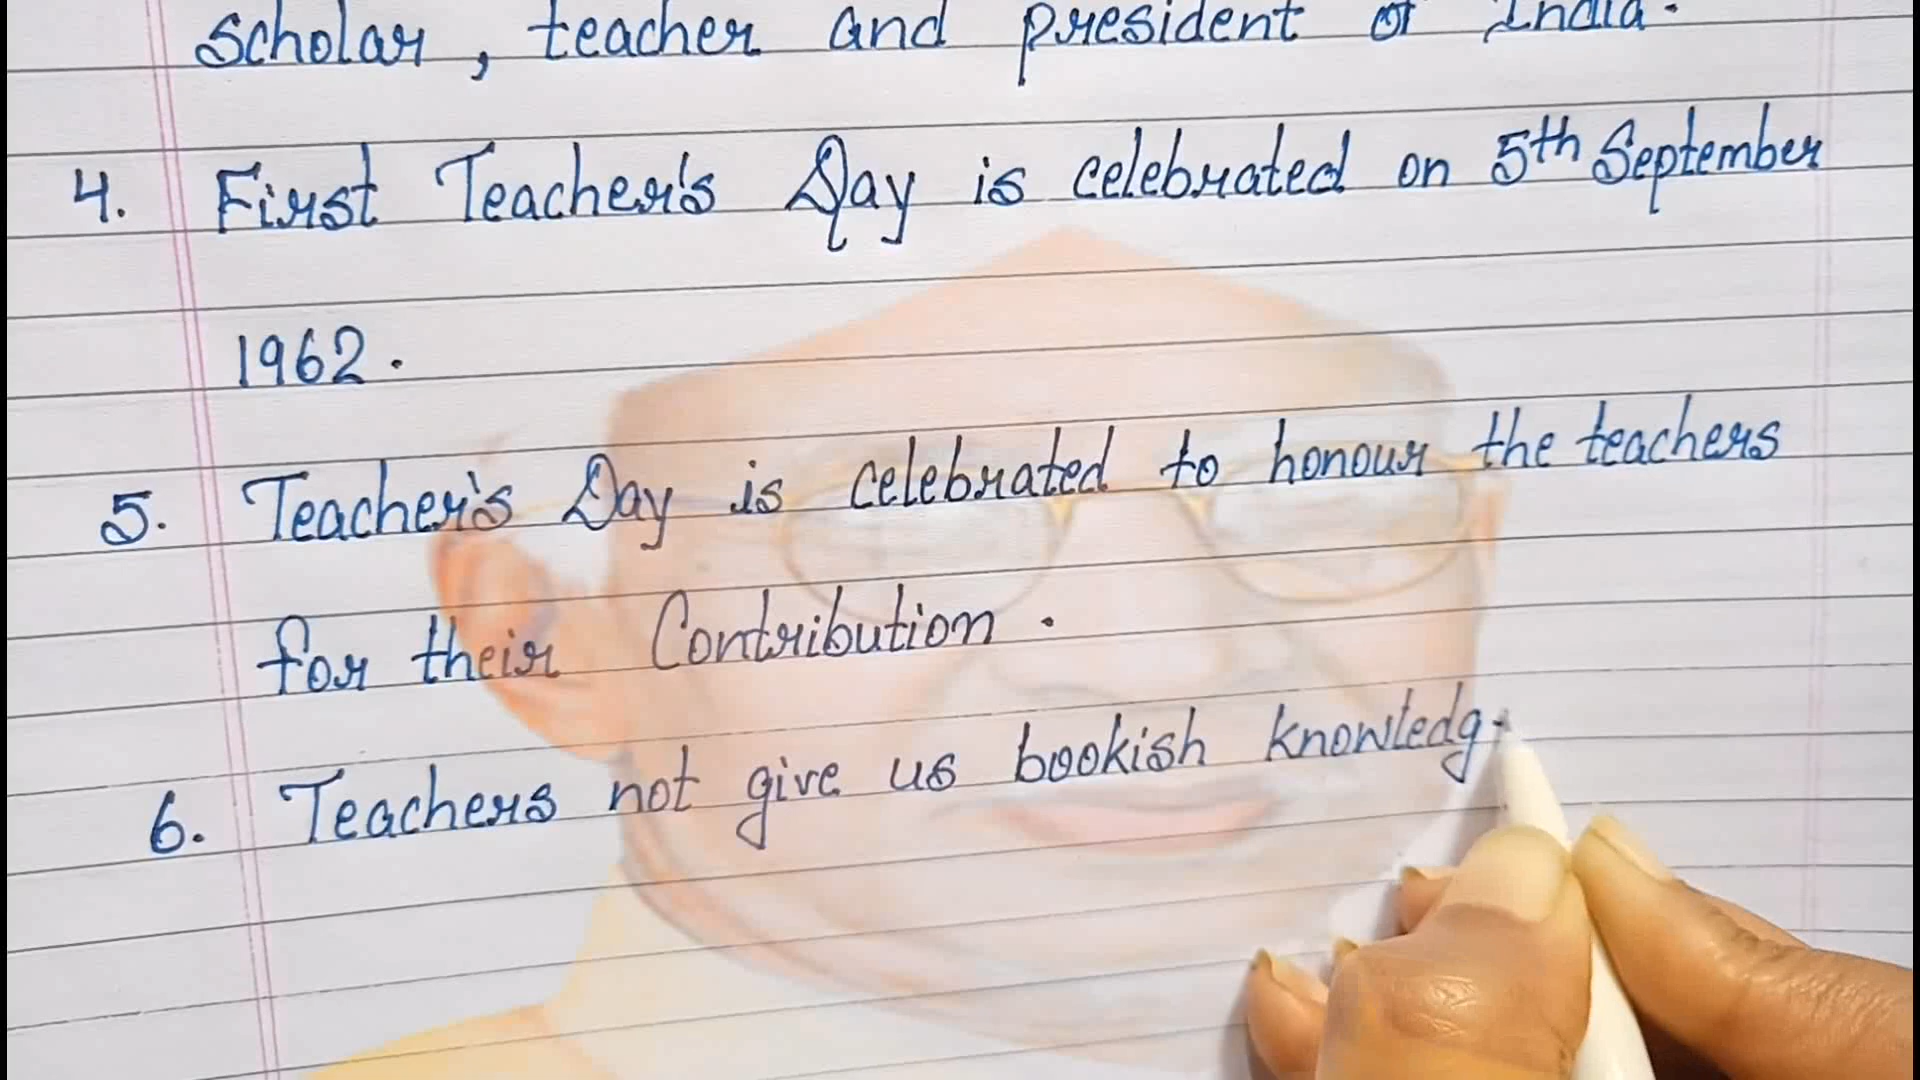 scholar, teacher and president of India.
4. First Teacher's Day is celebrated on 5th September
1962.
5. Teacher's Day is celebrated to honour the teachers
for their Contribution.
6. Teachers not give us bookish knowledg